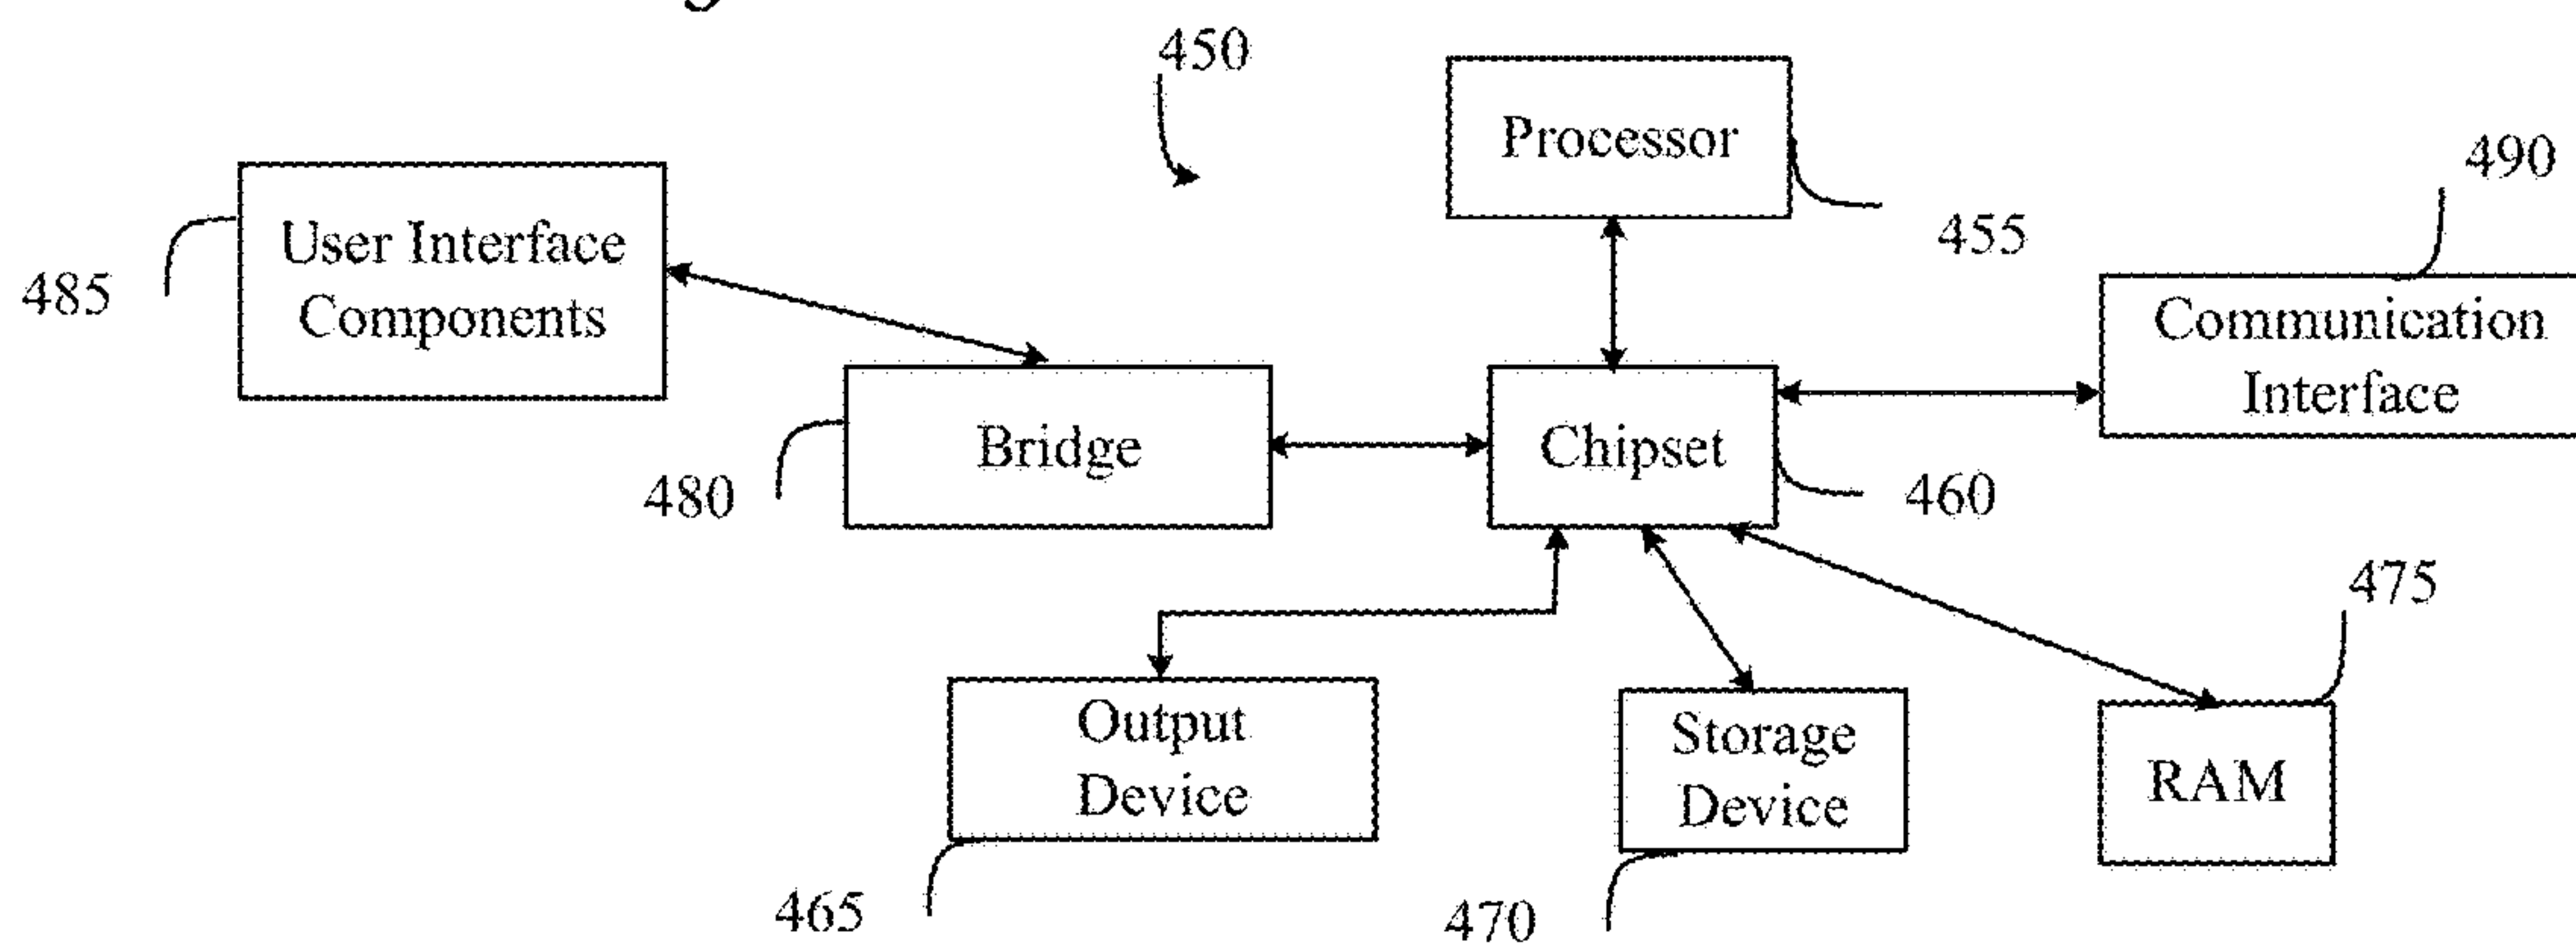 450
Processor
490
User Interface
Components
455
485
Communication
Interface
Bridge
Chipset
480
460
475
Output
Device
Storage
Device
RAM
465
470